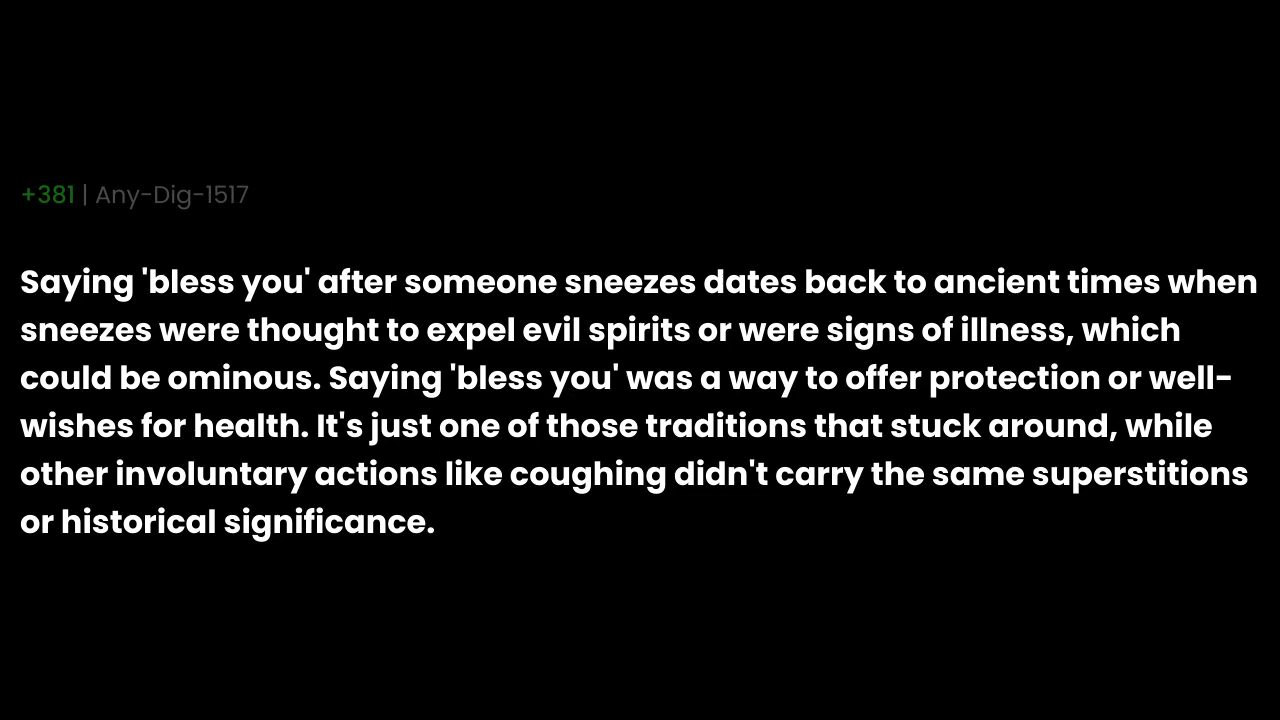 +381 | Any-Dig-1517
Saying 'bless you' after someone sneezes dates back to ancient times when
sneezes were thought to expel evil spirits or were signs of illness, which
could be ominous. Saying 'bless you' was a way to offer protection or well-
wishes for health. It's just one of those traditions that stuck around, while
other involuntary actions like coughing didn't carry the same superstitions
or historical significance.